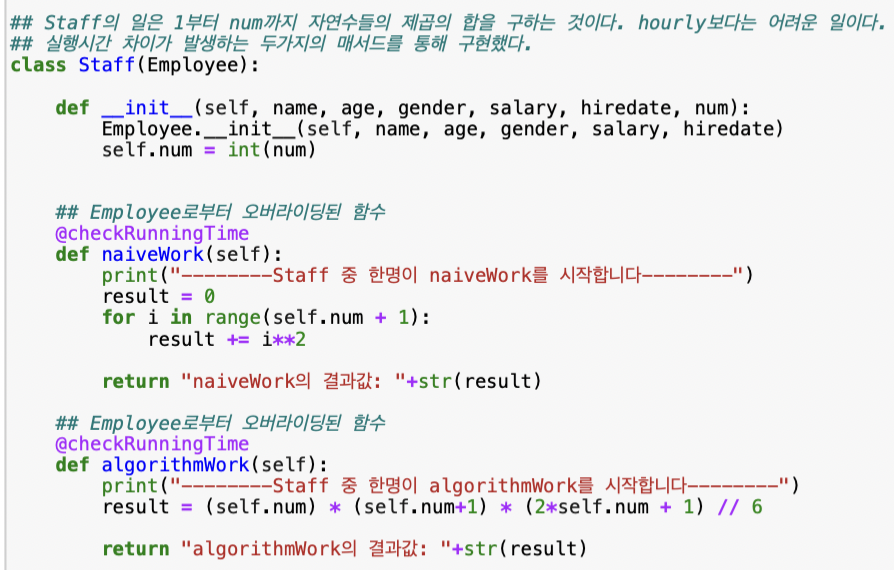 ## Staff의 일은 1부터 num까지 자연수들의 제곱의 합을 구하는 것이다. hourly보다는 어려운 일이다.
## 실행시간 차이가 발생하는 두가지의 매서드를 통해 구현했다.
class Staff(Employee):
    def __init__(self, name, age, gender, salary, hiredate, num):
        Employee.__init__(self, name, age, gender, salary, hiredate)
        self.num = int(num)
    ## Employee로부터 오버라이딩된 함수
    @checkRunningTime
    def naiveWork(self):
        print("--------Staff 중 한명이 naiveWork를 시작합니다--------")
        result = 0
        for i in range(self.num + 1):
            result += i**2
        return "naiveWork의 결과값: "+str(result)
    ## Employee로부터 오버라이딩된 함수
    @checkRunningTime
    def algorithmWork(self):
        print("--------Staff 중 한명이 algorithmWork를 시작합니다--------")
        result = (self.num) * (self.num+1) * (2*self.num + 1) // 6
        return "algorithmWork의 결과값: "+str(result)